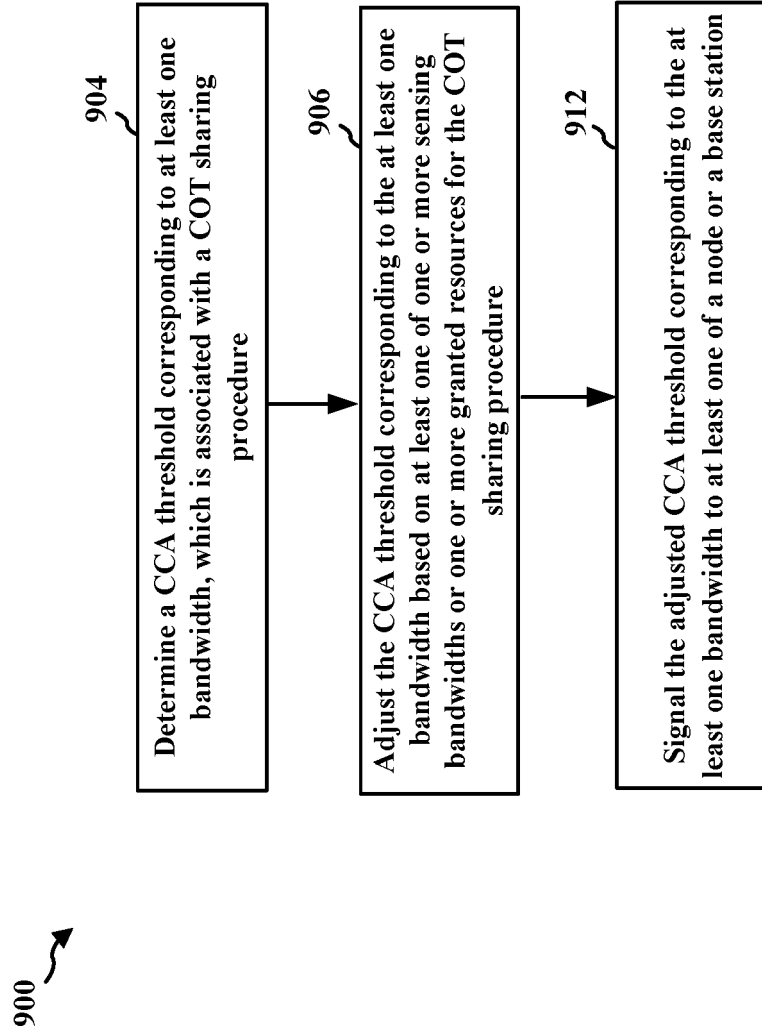 900
904
Determine a CCA threshold corresponding to at least one
bandwidth, which is associated with a COT sharing
procedure
906
Adjust the CCA threshold corresponding to the at least one
bandwidth based on at least one of one or more sensing
bandwidths or one or more granted resources for the COT
sharing procedure
912
Signal the adjusted CCA threshold corresponding to the at
least one bandwidth to at least one of a node or a base station